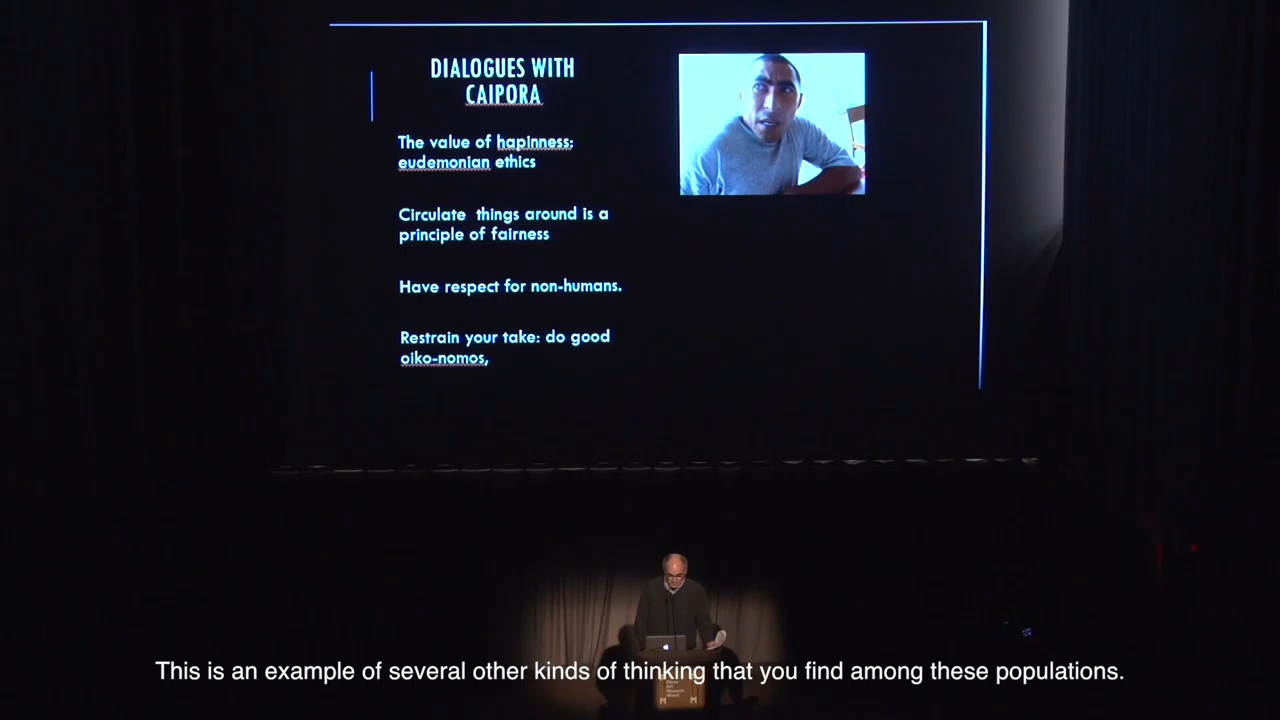 DIALOGUES WITH
CAIPORA
The value of hapinness:
eudemonian ethics
Circulate things around is a
principle of fairness
Have respect for non-humans.
Restrain your take: do good
oiko-nomos,
This is an example of several other kinds of thinking that you find among these populations.